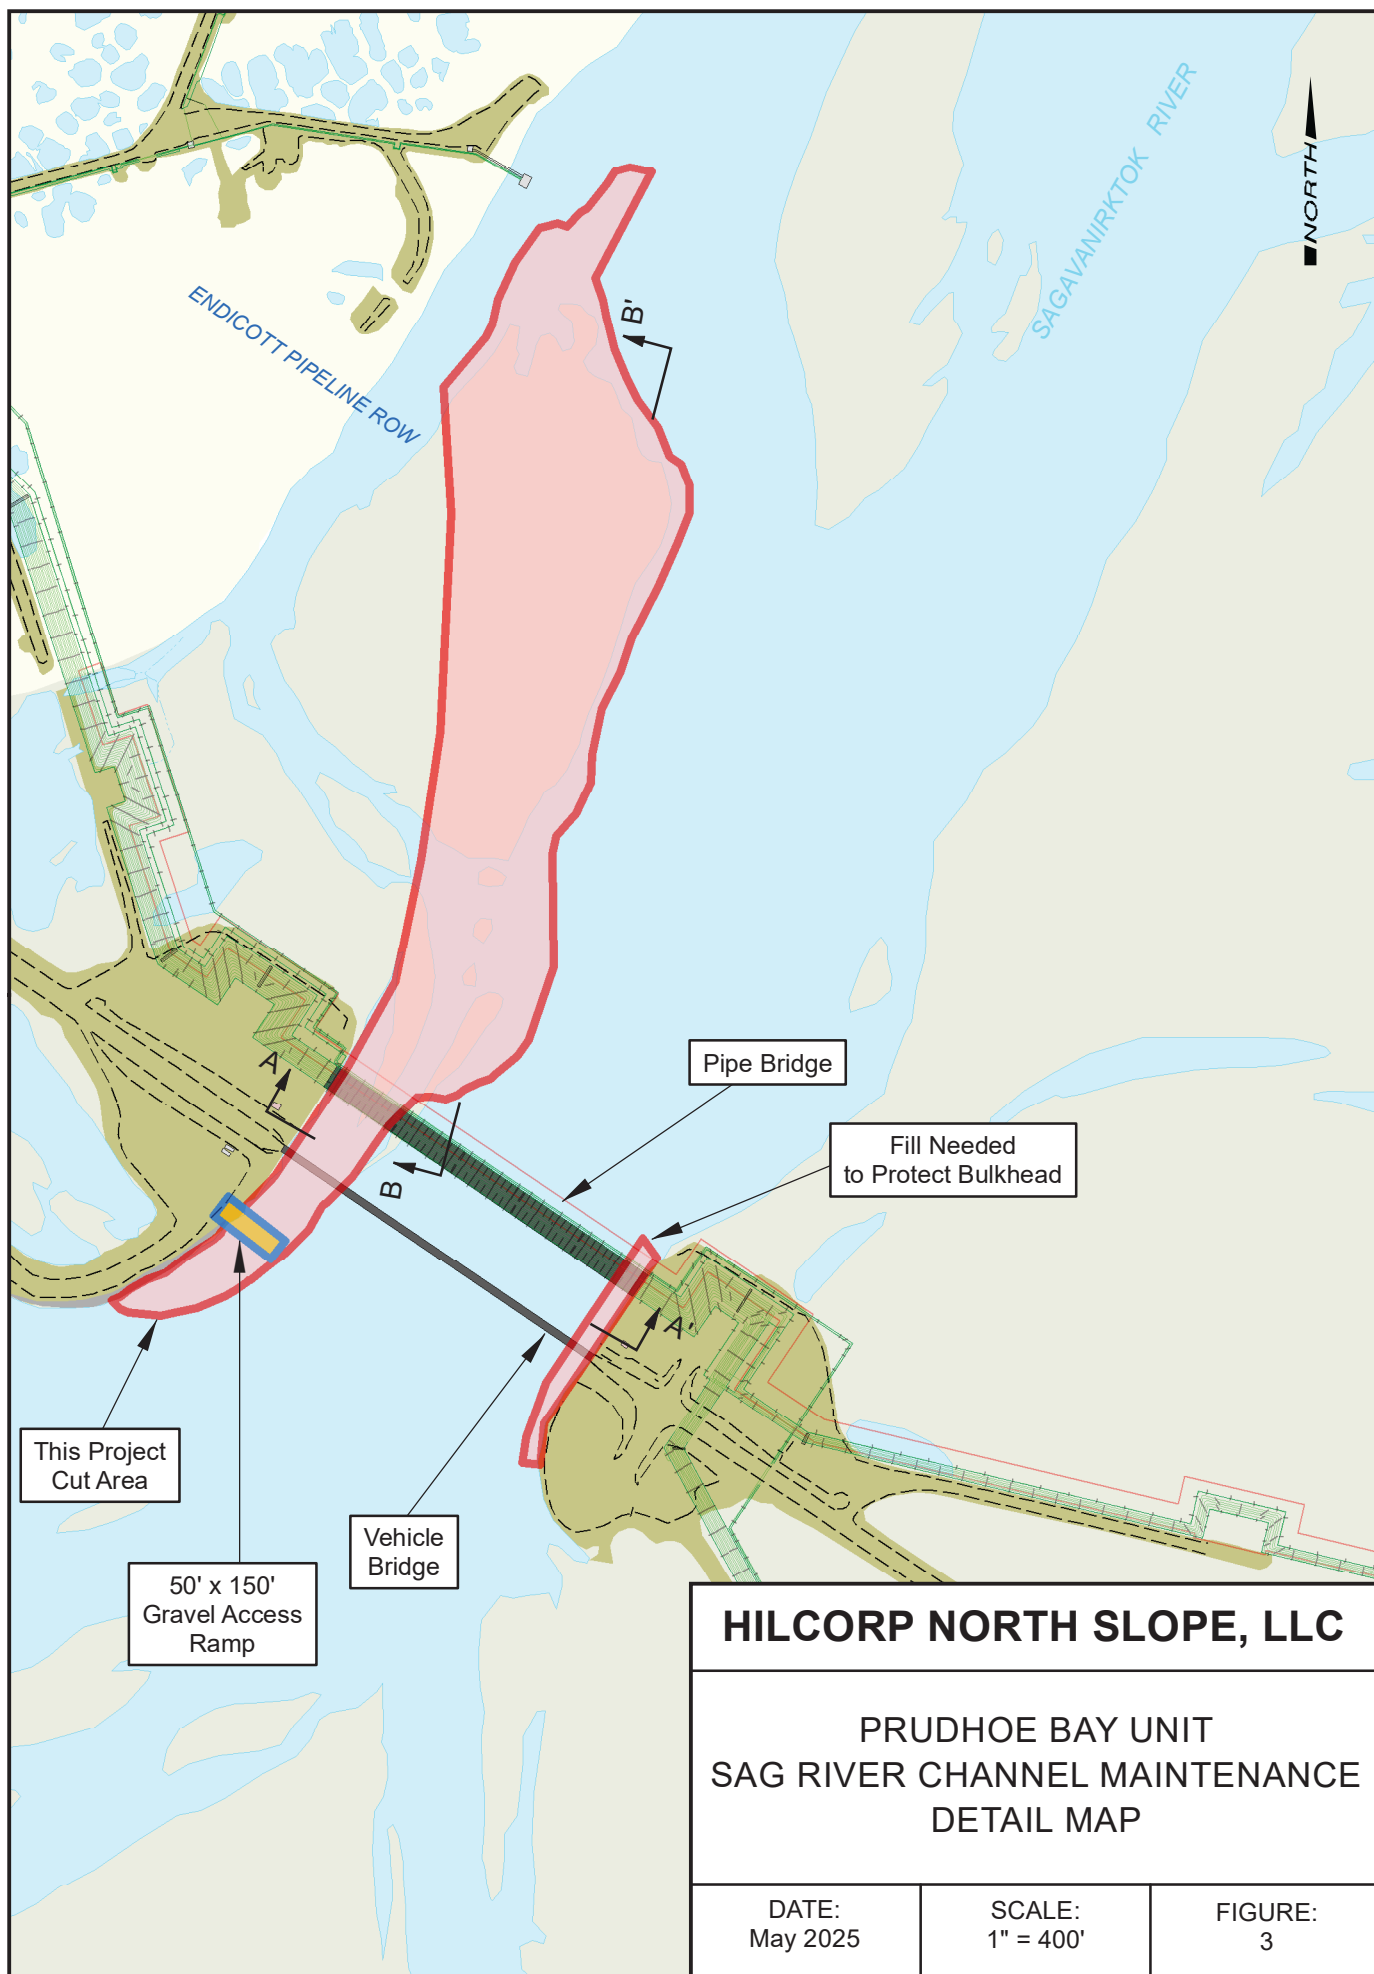 SAGAVANIRKTOK RIVER
NORTH
ENDICOTT PIPELINE ROW
B'
A
B
A'
Pipe Bridge
Fill Needed
to Protect Bulkhead
This Project
Cut Area
Vehicle
Bridge
50' x 150'
Gravel Access
Ramp
HILCORP NORTH SLOPE, LLC
PRUDHOE BAY UNIT
SAG RIVER CHANNEL MAINTENANCE
DETAIL MAP
DATE:
May 2025
SCALE:
1" = 400'
FIGURE:
3